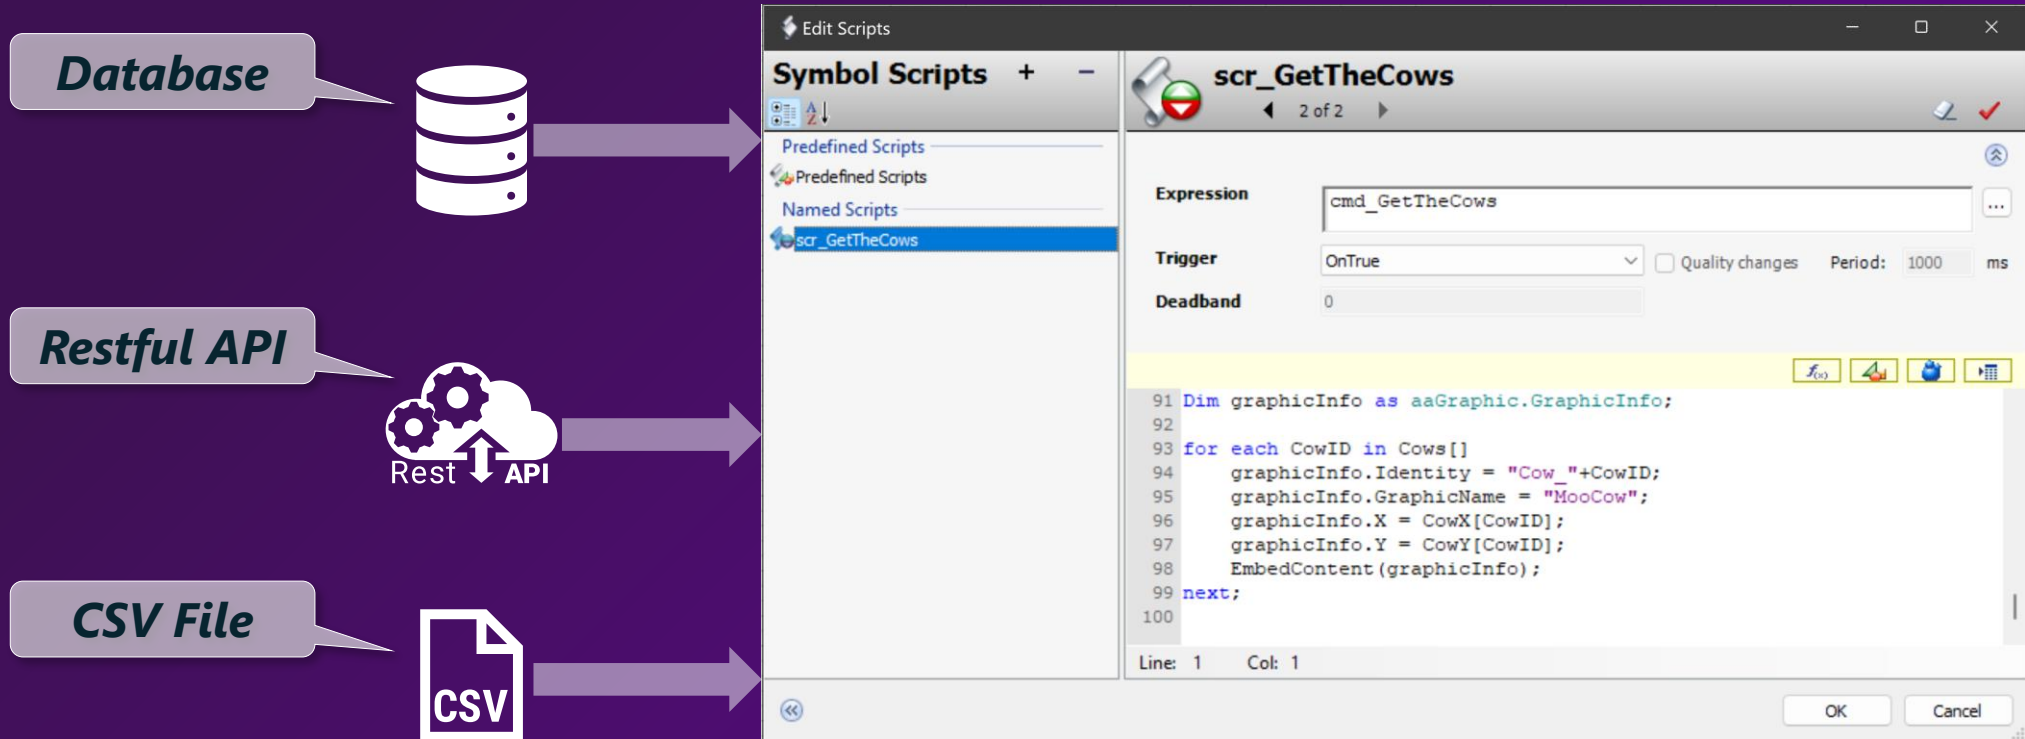 Database
Restful API
Rest API
CSV File
CSV
Edit Scripts
Symbol Scripts + −
Predefined Scripts
Predefined Scripts
Named Scripts
scr_GetTheCows
scr_GetTheCows
2 of 2
Expression cmd_GetTheCows ...
Trigger OnTrue Quality changes Period: 1000 ms
Deadband 0
f(x)
91 Dim graphicInfo as aaGraphic.GraphicInfo;
92
93 for each CowID in Cows[]
94 graphicInfo.Identity = "Cow_"+CowID;
95 graphicInfo.GraphicName = "MooCow";
96 graphicInfo.X = CowX[CowID];
97 graphicInfo.Y = CowY[CowID];
98 EmbedContent(graphicInfo);
99 next;
100
Line: 1 Col: 1
OK Cancel